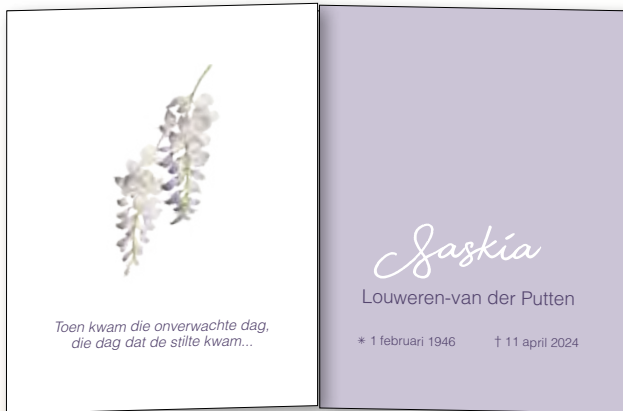 Toen kwam die onverwachte dag,
die dag dat de stilte kwam...
Saskia
Louweren-van der Putten
✴ 1 februari 1946 † 11 april 2024